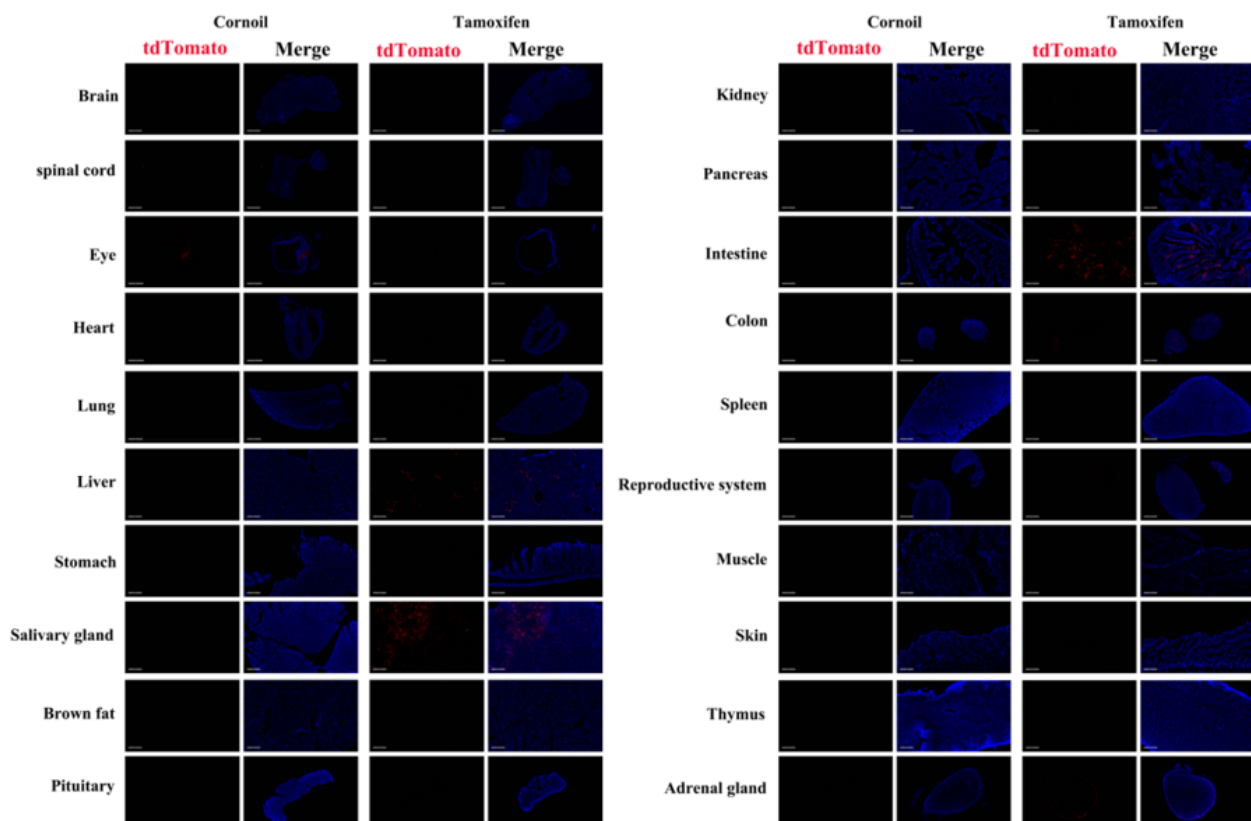 Cornoil Tamoxifen
tdTomato Merge tdTomato Merge
Brain
spinal cord
Eye
Heart
Lung
Liver
Stomach
Salivary gland
Brown fat
Pituitary
Cornoil Tamoxifen
tdTomato Merge tdTomato Merge
Kidney
Pancreas
Intestine
Colon
Spleen
Reproductive system
Muscle
Skin
Thymus
Adrenal gland